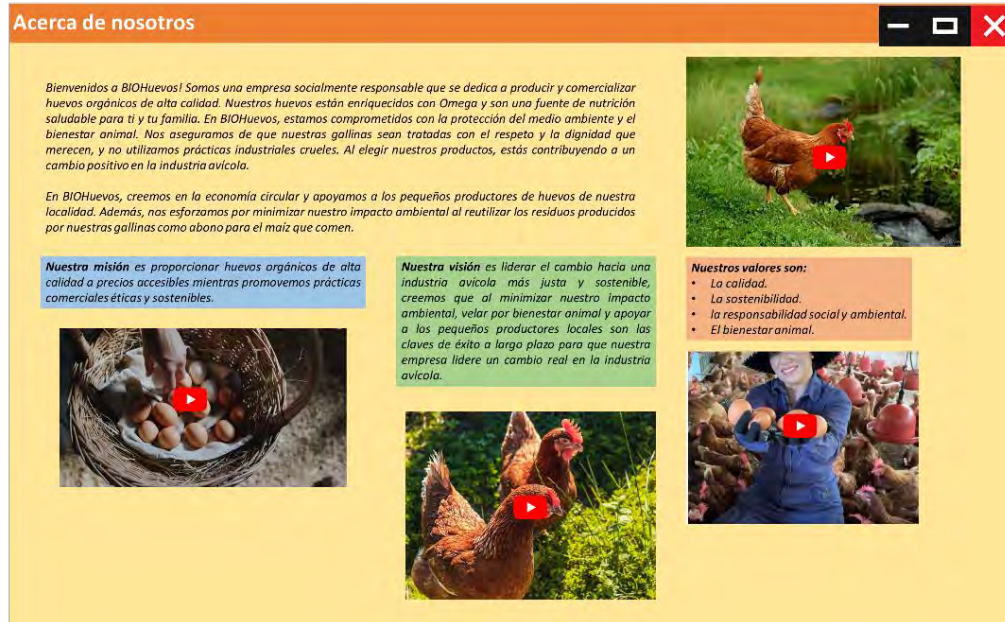 Acerca de nosotros
Bienvenidos a BIOHuevos! Somos una empresa socialmente responsable que se dedica a producir y comercializar
huevos orgánicos de alta calidad. Nuestros huevos están enriquecidos con Omega y son una fuente de nutrición
saludable para ti y tu familia. En BIOHuevos, estamos comprometidos con la protección del medio ambiente y el
bienestar animal. Nos aseguramos de que nuestras gallinas sean tratadas con el respeto y la dignidad que
merecen, y no utilizamos prácticas industriales crueles. Al elegir nuestros productos, estás contribuyendo a un
cambio positivo en la industria avícola.
En BIOHuevos, creemos en la economía circular y apoyamos a los pequeños productores de huevos de nuestra
localidad. Además, nos esforzamos por minimizar nuestro impacto ambiental al reutilizar los residuos producidos
por nuestras gallinas como abono para el maíz que comen.
Nuestra misión es proporcionar huevos orgánicos de alta
calidad a precios accesibles mientras promovemos prácticas
comerciales éticas y sostenibles.
Nuestra visión es liderar el cambio hacia una
industria avícola más justa y sostenible,
creemos que al minimizar nuestro impacto
ambiental, velar por bienestar animal y apoyar
a los pequeños productores locales son las
claves de éxito a largo plazo para que nuestra
empresa lidere un cambio real en la industria
avícola.
Nuestros valores son:
• La calidad.
• La sostenibilidad.
• la responsabilidad social y ambiental.
• El bienestar animal.